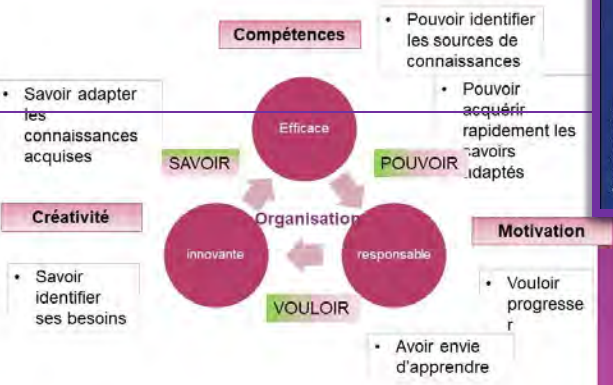 Compétences
• Pouvoir identifier
les sources de
connaissances
• Savoir adapter
les
connaissances
acquises
• Pouvoir
acquérir
rapidement les
savoirs
adaptés
Efficace
SAVOIR
POUVOIR
Créativité
Organisation
Motivation
innovante
responsable
• Savoir
identifier
ses besoins
VOULOIR
• Vouloir
progresse
r
• Avoir envie
d'apprendre